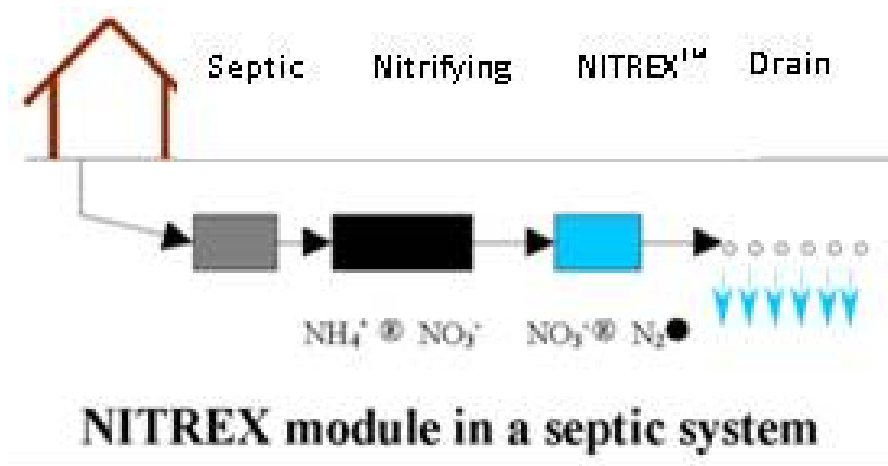 Septic Nitrifying NITREX™ Drain
NH₄⁺ ® NO₃⁻ NO₃⁻® N₂●
NITREX module in a septic system